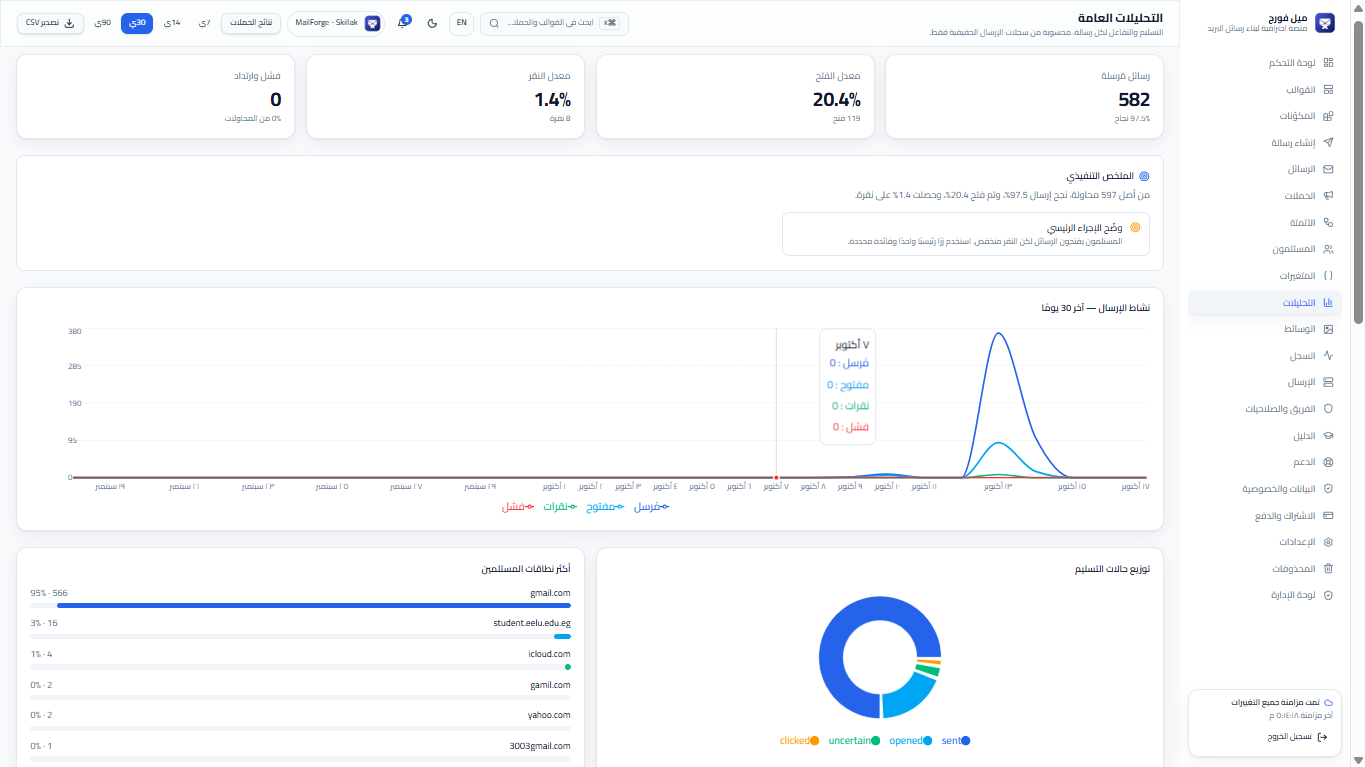 ميل فورج
منصة احترافية لبناء رسائل البريد
لوحة التحكم
القوالب
المكوّنات
إنشاء رسالة
الرسائل
الحملات
الأتمتة
المستلمون
المتغيرات
التحليلات
الوسائط
السجل
الإرسال
الفريق والصلاحيات
الدليل
الدعم
البيانات والخصوصية
الاشتراك والدفع
الإعدادات
المحذوفات
لوحة الإدارة
تمت مزامنة جميع التغييرات
آخر مزامنة ٥:١٤:١٨ م
تسجيل الخروج
التحليلات العامة
التسليم والتفاعل لكل رسالة، محسوبة من سجلات الإرسال الحقيقية فقط.
ابحث في القوالب والحملا...
EN
3
MailForge - Skillak
نتائج الحملات
7ي
14ي
30ي
90ي
تصدير CSV
رسائل مُرسلة
582
97.5% نجاح
معدل الفتح
20.4%
119 فتح
معدل النقر
1.4%
8 نقرة
فشل وارتداد
0
0% من المحاولات
الملخص التنفيذي
من أصل 597 محاولة، نجح إرسال 97.5%، وتم فتح 20.4%، وحصلت 1.4% على نقرة.
وضّح الإجراء الرئيسي
المستلمون يفتحون الرسائل لكن النقر منخفض. استخدم زرًا رئيسيًا واحدًا وفائدة محددة.
نشاط الإرسال — آخر 30 يومًا
380
285
190
95
0
٧ أكتوبر
مُرسل : 0
مفتوح : 0
نقرات : 0
فشل : 0
١٧ أكتوبر
١٥ أكتوبر
١٣ أكتوبر
١١ أكتوبر
١٠ أكتوبر
٩ أكتوبر
٨ أكتوبر
٧ أكتوبر
٦ أكتوبر
٥ أكتوبر
٤ أكتوبر
٣ أكتوبر
٢ أكتوبر
١ أكتوبر
٢٩ سبتمبر
٢٧ سبتمبر
٢٥ سبتمبر
٢٣ سبتمبر
٢١ سبتمبر
١٩ سبتمبر
مُرسل
مفتوح
نقرات
فشل
توزيع حالات التسليم
sent
opened
uncertain
clicked
أكثر نطاقات المستلمين
gmail.com
95% · 566
student.eelu.edu.eg
3% · 16
icloud.com
1% · 4
gamil.com
0% · 2
yahoo.com
0% · 2
3003gmail.com
0% · 1